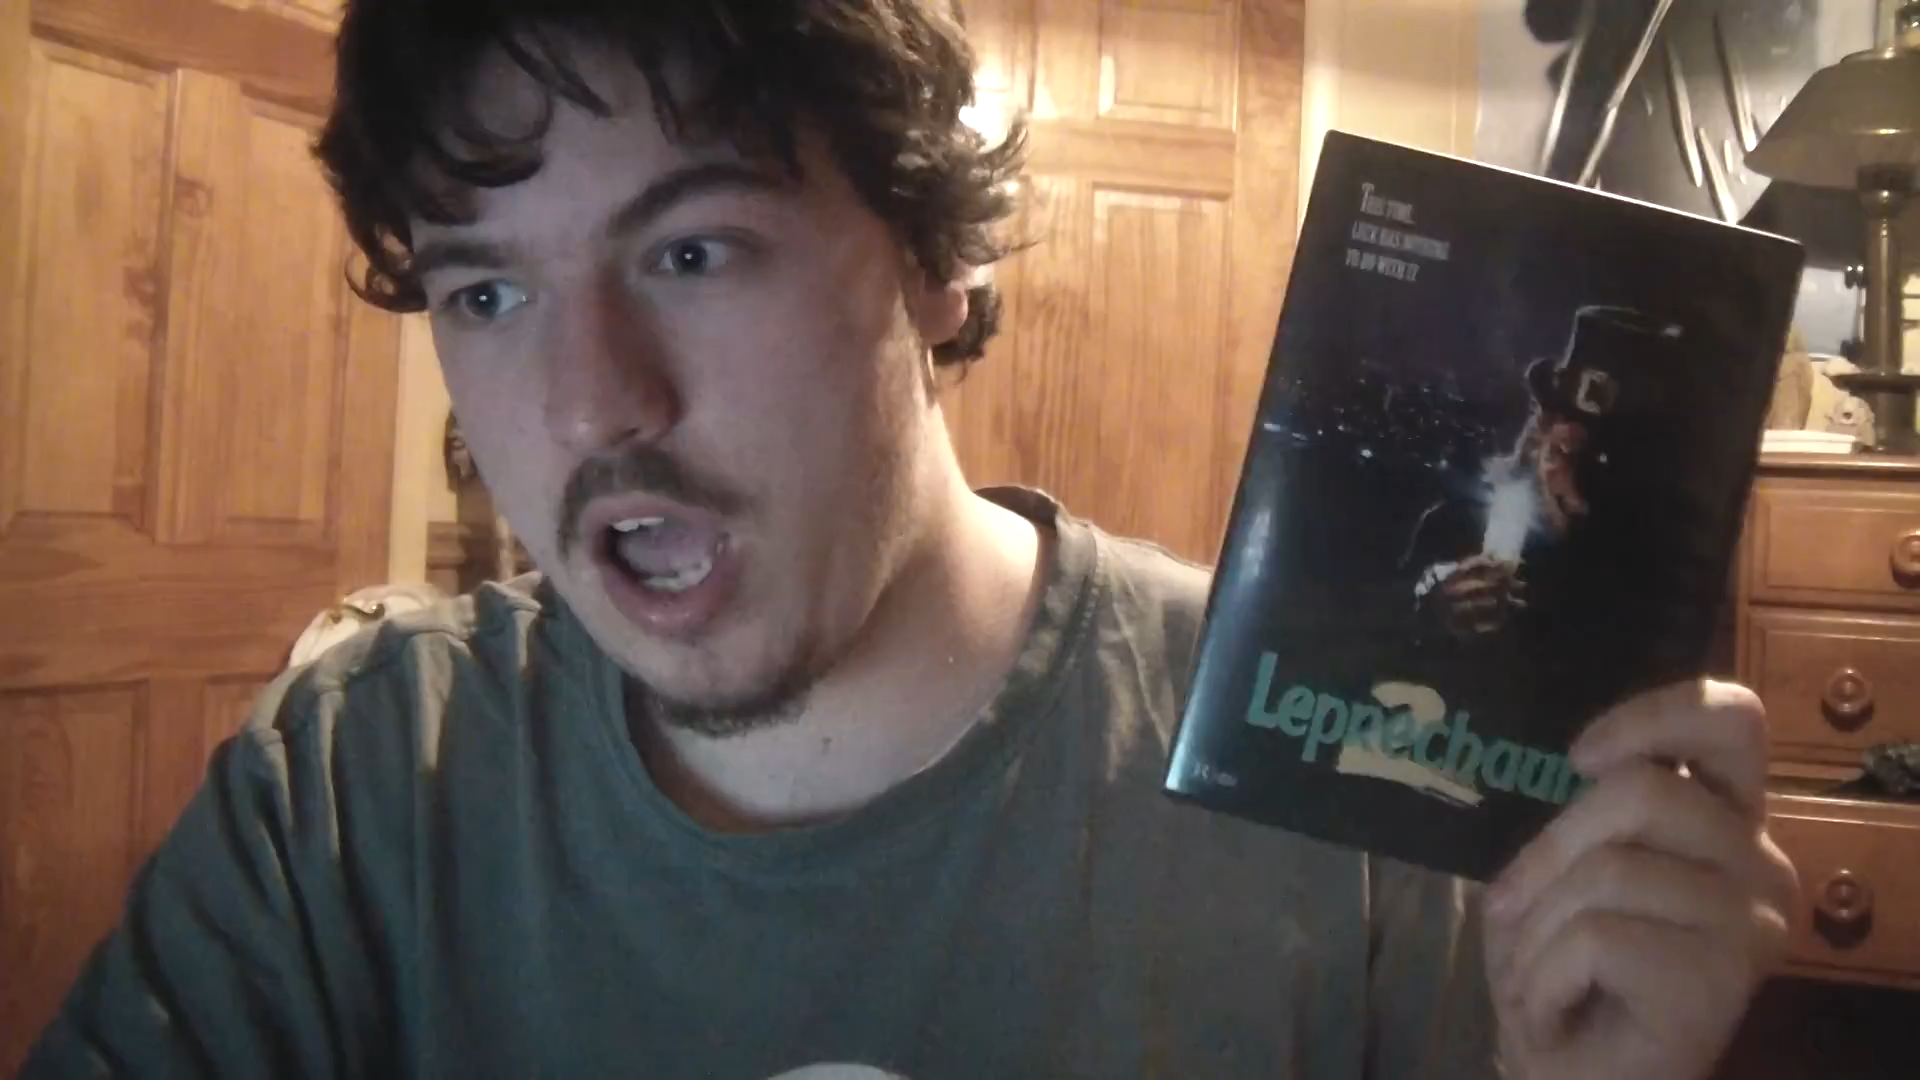 THIS TIME,
LUCK HAS NOTHING
TO DO WITH IT
Leprechaun
2